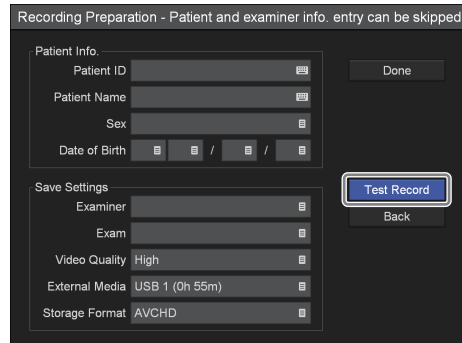 Recording Preparation - Patient and examiner info. entry can be skipped
Patient Info.
Patient ID
Done
Patient Name
Sex
Date of Birth / /
Save Settings
Test Record
Examiner
Back
Exam
Video Quality High
External Media USB 1 (0h 55m)
Storage Format AVCHD